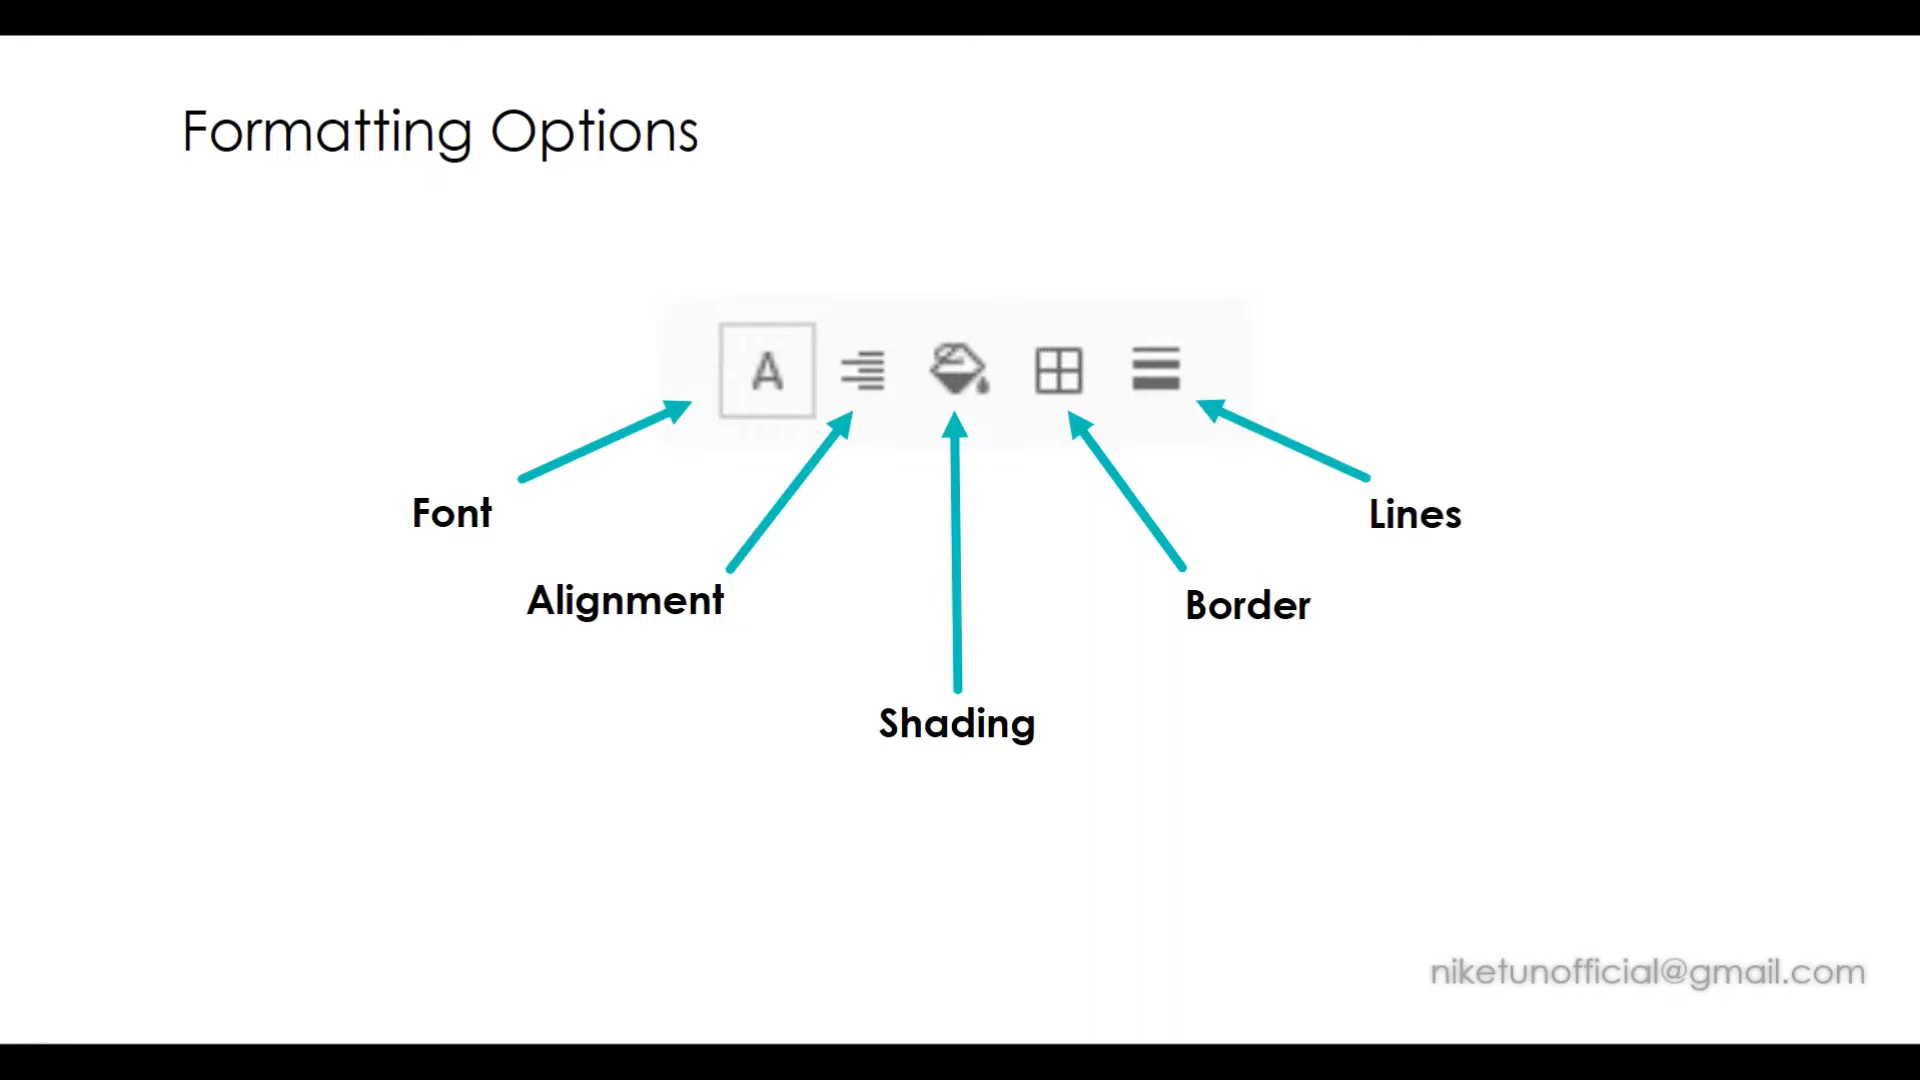 Formatting Options
A
Font
Lines
Alignment
Border
Shading
niketunofficial@gmail.com